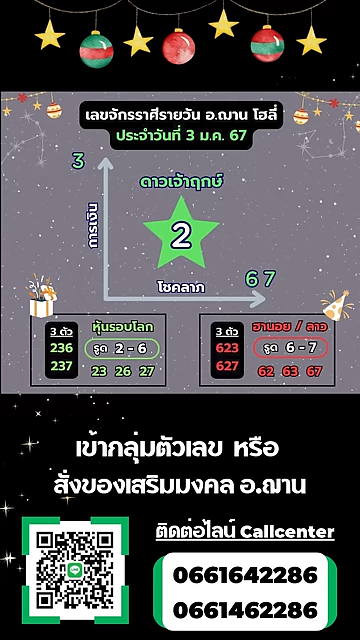 เลขจักรราศีรายวัน อ.ฌาน โฮลี่
ประจำวันที่ 3 ม.ค. 67
3
ดาวเจ้าฤกษ์
การเงิน
2
โชคลาภ
6 7
3 ตัว
236
237
หุ้นรอบโลก
รูด 2 - 6
23 26 27
3 ตัว
623
627
ฮานอย / ลาว
รูด 6 - 7
62 63 67
เข้ากลุ่มตัวเลข หรือ
สั่งของเสริมมงคล อ.ฌาน
ติดต่อไลน์ Callcenter
0661642286
0661462286